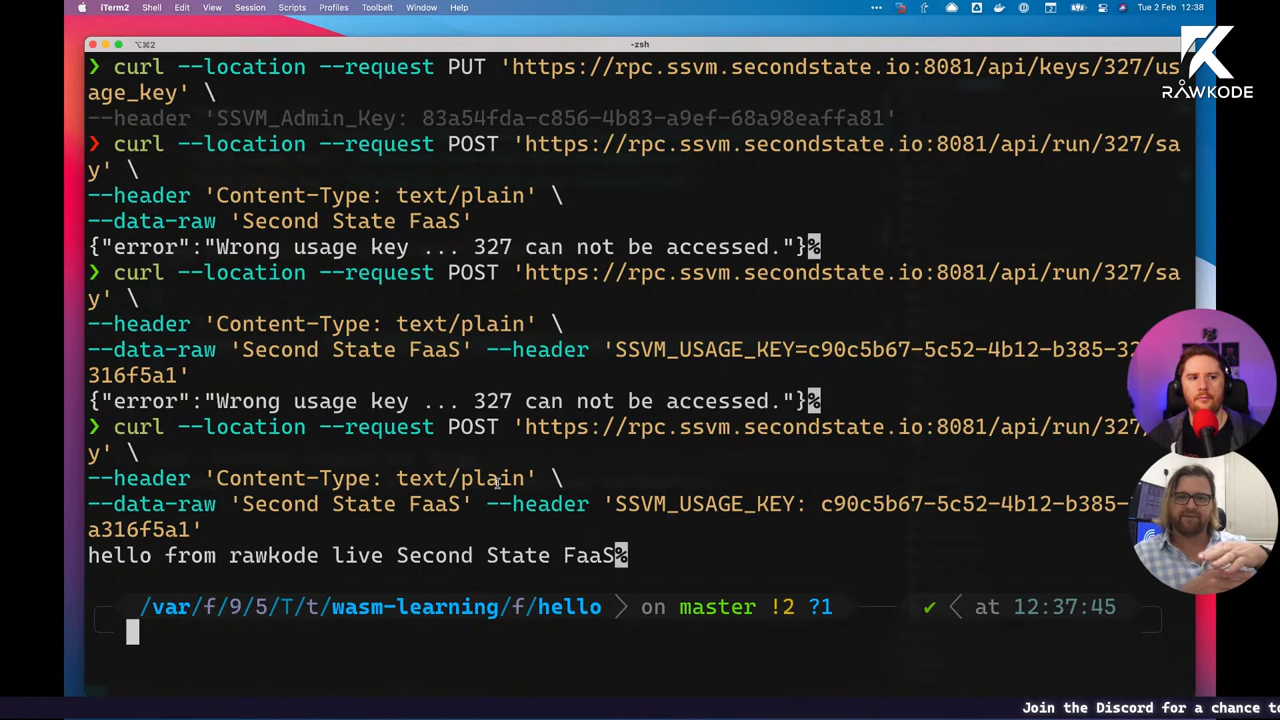 iTerm2 Shell Edit View Session Scripts Profiles Toolbelt Window Help Tue 2 Feb 12:38
⌥⌘2 -zsh
RAWKODE
❯ curl --location --request PUT 'https://rpc.ssvm.secondstate.io:8081/api/keys/327/us
age_key' \
--header 'SSVM_Admin_Key: 83a54fda-c856-4b83-a9ef-68a98eaffa81'
❯ curl --location --request POST 'https://rpc.ssvm.secondstate.io:8081/api/run/327/sa
y' \
--header 'Content-Type: text/plain' \
--data-raw 'Second State FaaS'
{"error":"Wrong usage key ... 327 can not be accessed."}%
❯ curl --location --request POST 'https://rpc.ssvm.secondstate.io:8081/api/run/327/sa
y' \
--header 'Content-Type: text/plain' \
--data-raw 'Second State FaaS' --header 'SSVM_USAGE_KEY=c90c5b67-5c52-4b12-b385-32
316f5a1'
{"error":"Wrong usage key ... 327 can not be accessed."}%
❯ curl --location --request POST 'https://rpc.ssvm.secondstate.io:8081/api/run/327/
y' \
--header 'Content-Type: text/plain' \
--data-raw 'Second State FaaS' --header 'SSVM_USAGE_KEY: c90c5b67-5c52-4b12-b385-
a316f5a1'
hello from rawkode live Second State FaaS%
/var/f/9/5/T/t/wasm-learning/f/hello on master !2 ?1 ✔ at 12:37:45
Join the Discord for a chance to